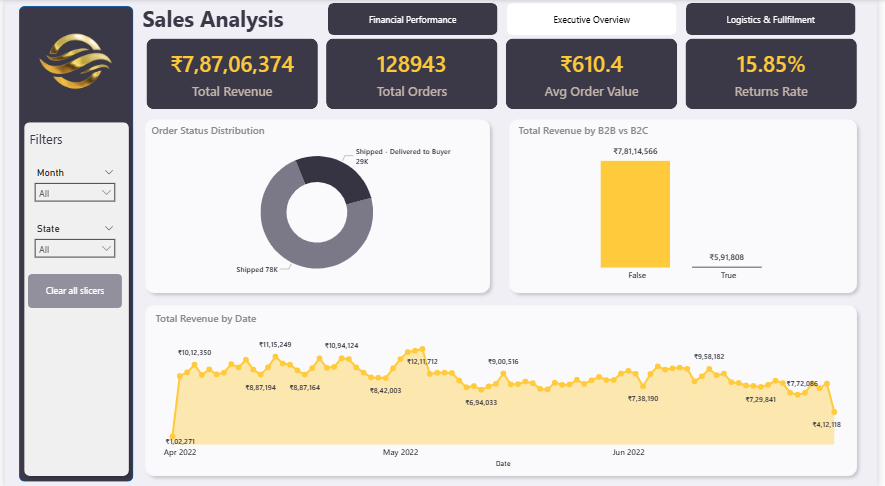 Sales Analysis
Financial Performance
Executive Overview
Logistics & Fullfilment
₹7,87,06,374
Total Revenue
128943
Total Orders
₹610.4
Avg Order Value
15.85%
Returns Rate
Filters
Month
All
State
All
Clear all slicers
Order Status Distribution
Shipped - Delivered to Buyer
29K
Shipped 78K
Total Revenue by B2B vs B2C
₹7,81,14,566
₹5,91,808
False
True
Total Revenue by Date
₹1,02,271
₹10,12,350
₹8,87,194
₹11,15,249
₹8,87,164
₹10,94,124
₹8,42,003
₹12,11,712
₹6,94,033
₹9,00,516
₹7,38,190
₹9,58,182
₹7,29,841
₹7,72,086
₹4,12,118
Apr 2022
May 2022
Jun 2022
Date